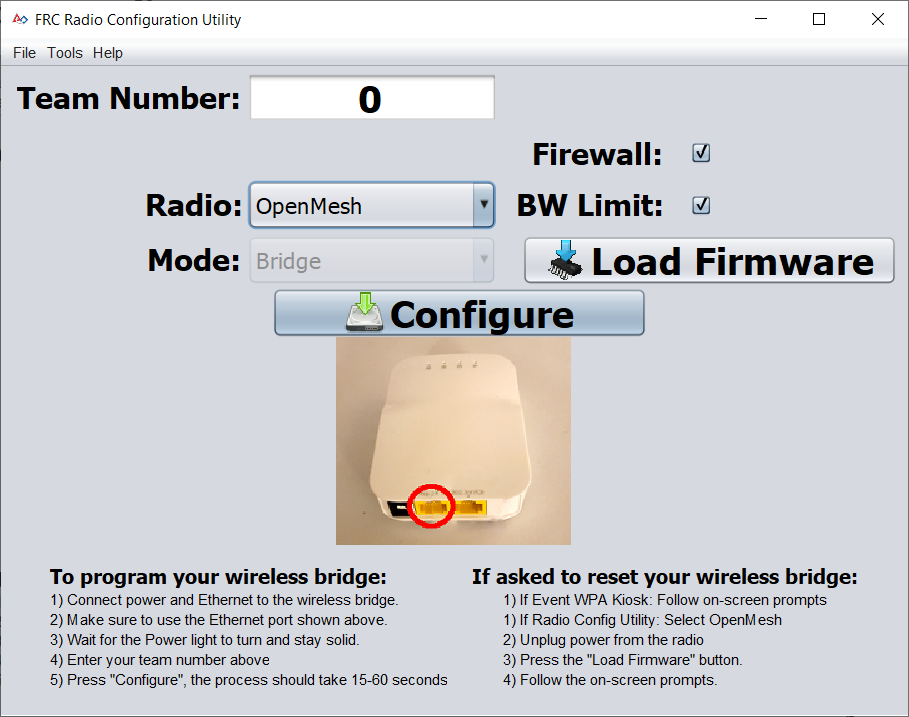 FRC Radio Configuration Utility
File Tools Help
Team Number: 0
Firewall:
Radio: OpenMesh BW Limit:
Mode: Bridge Load Firmware
Configure
To program your wireless bridge:
1) Connect power and Ethernet to the wireless bridge.
2) Make sure to use the Ethernet port shown above.
3) Wait for the Power light to turn and stay solid.
4) Enter your team number above
5) Press "Configure", the process should take 15-60 seconds
If asked to reset your wireless bridge:
1) If Event WPA Kiosk: Follow on-screen prompts
1) If Radio Config Utility: Select OpenMesh
2) Unplug power from the radio
3) Press the "Load Firmware" button.
4) Follow the on-screen prompts.